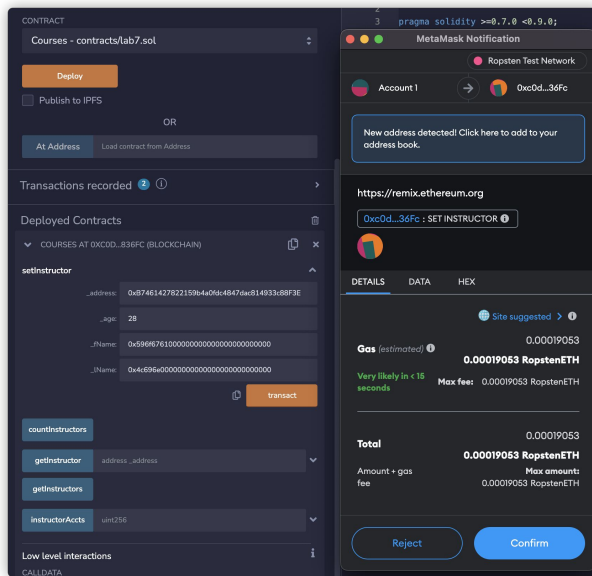 CONTRACT
Courses - contracts/lab7.sol
Deploy
Publish to IPFS
OR
At Address
Load contract from Address
Transactions recorded 2 i
Deployed Contracts
COURSES AT 0XC0D...836FC (BLOCKCHAIN)
setInstructor
_address: 0xB7461427822159b4a0fdc4847dac814933c88F3E
_age: 28
_fName: 0x596f6761000000000000000000000000
_lName: 0x4c696e00000000000000000000000000
transact
countInstructors
getInstructor
address _address
getInstructors
instructorAccts
uint256
Low level interactions
i
CALLDATA
2
3 pragma solidity >=0.7.0 <0.9.0;
MetaMask Notification
Ropsten Test Network
Account 1
0xc0d...36Fc
New address detected! Click here to add to your
address book.
https://remix.ethereum.org
0xc0d...36Fc : SET INSTRUCTOR
DETAILS DATA HEX
Site suggested >
Gas (estimated)
0.00019053
0.00019053 RopstenETH
Very likely in < 15
seconds
Max fee: 0.00019053 RopstenETH
Total
0.00019053
0.00019053 RopstenETH
Amount + gas
fee
Max amount:
0.00019053 RopstenETH
Reject
Confirm